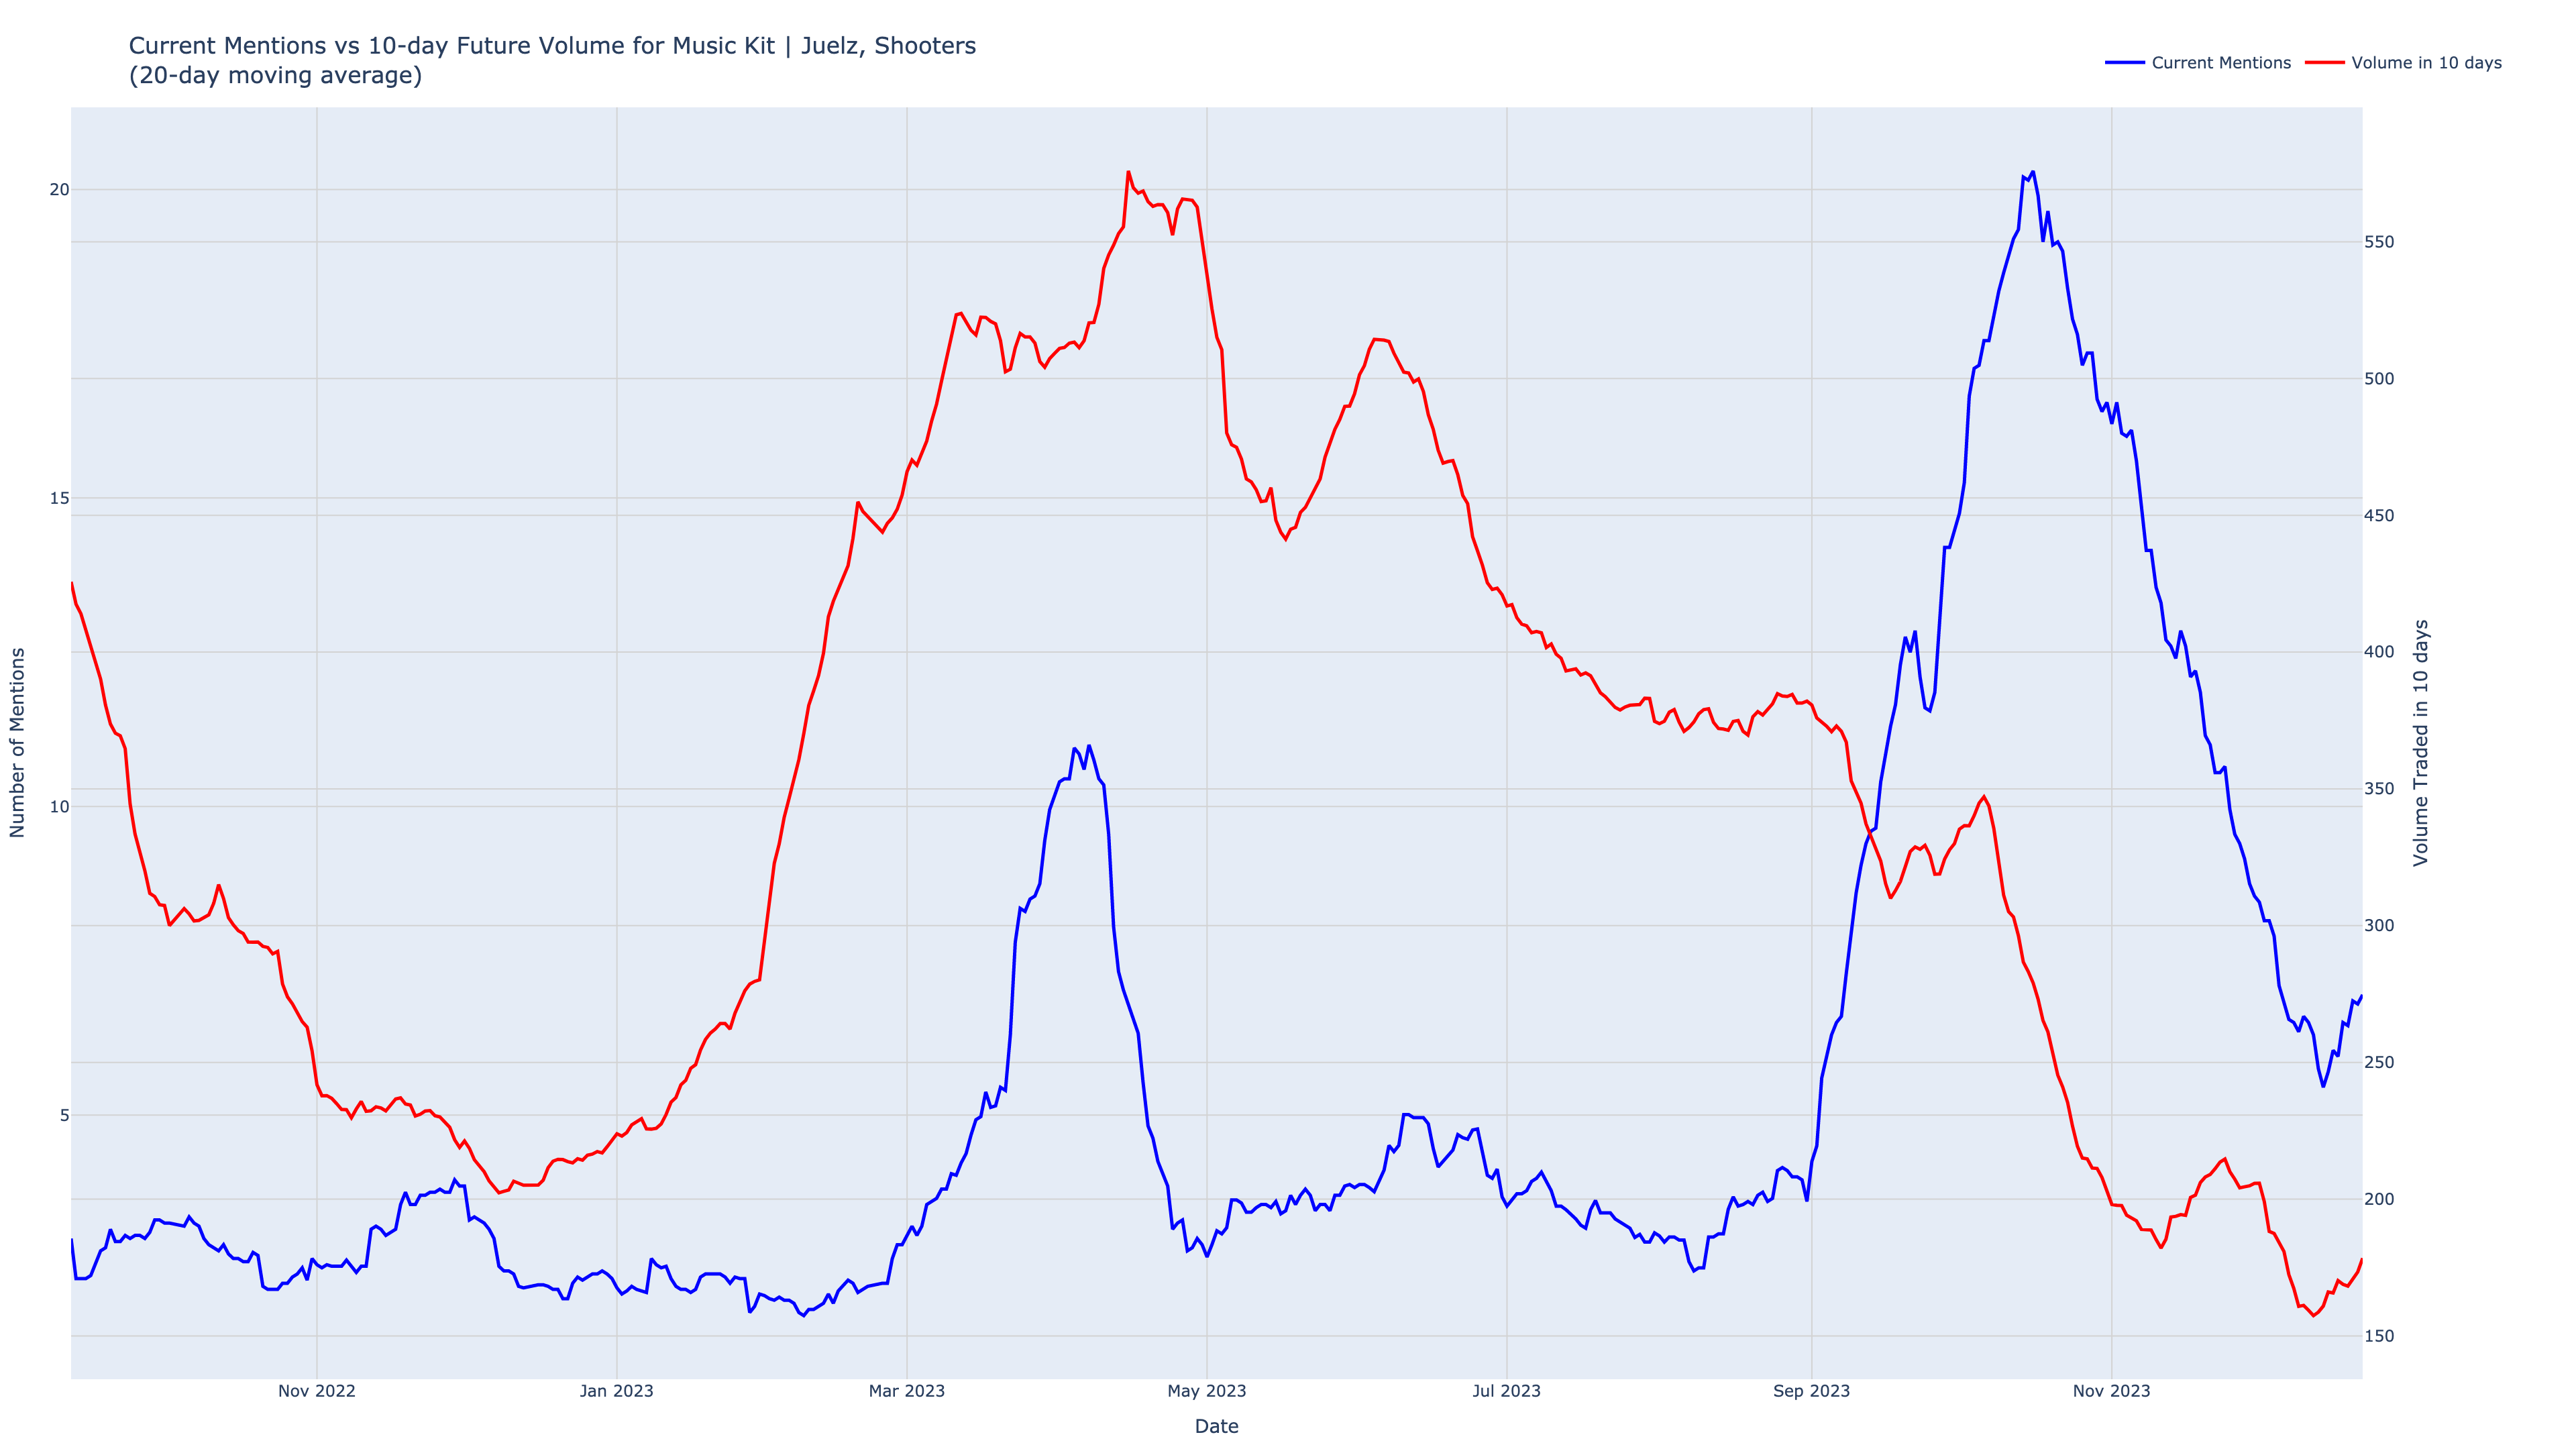 Current Mentions vs 10-day Future Volume for Music Kit | Juelz, Shooters
(20-day moving average)
Current Mentions
Volume in 10 days
20
15
10
5
Number of Mentions
550
500
450
400
350
300
250
200
150
Volume Traded in 10 days
Nov 2022
Jan 2023
Mar 2023
May 2023
Jul 2023
Sep 2023
Nov 2023
Date